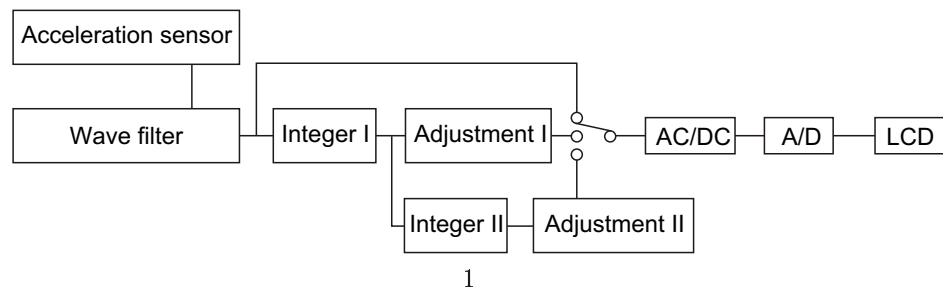 Acceleration sensor
Wave filter
Integer I
Adjustment I
AC/DC
A/D
LCD
Integer II
Adjustment II
1